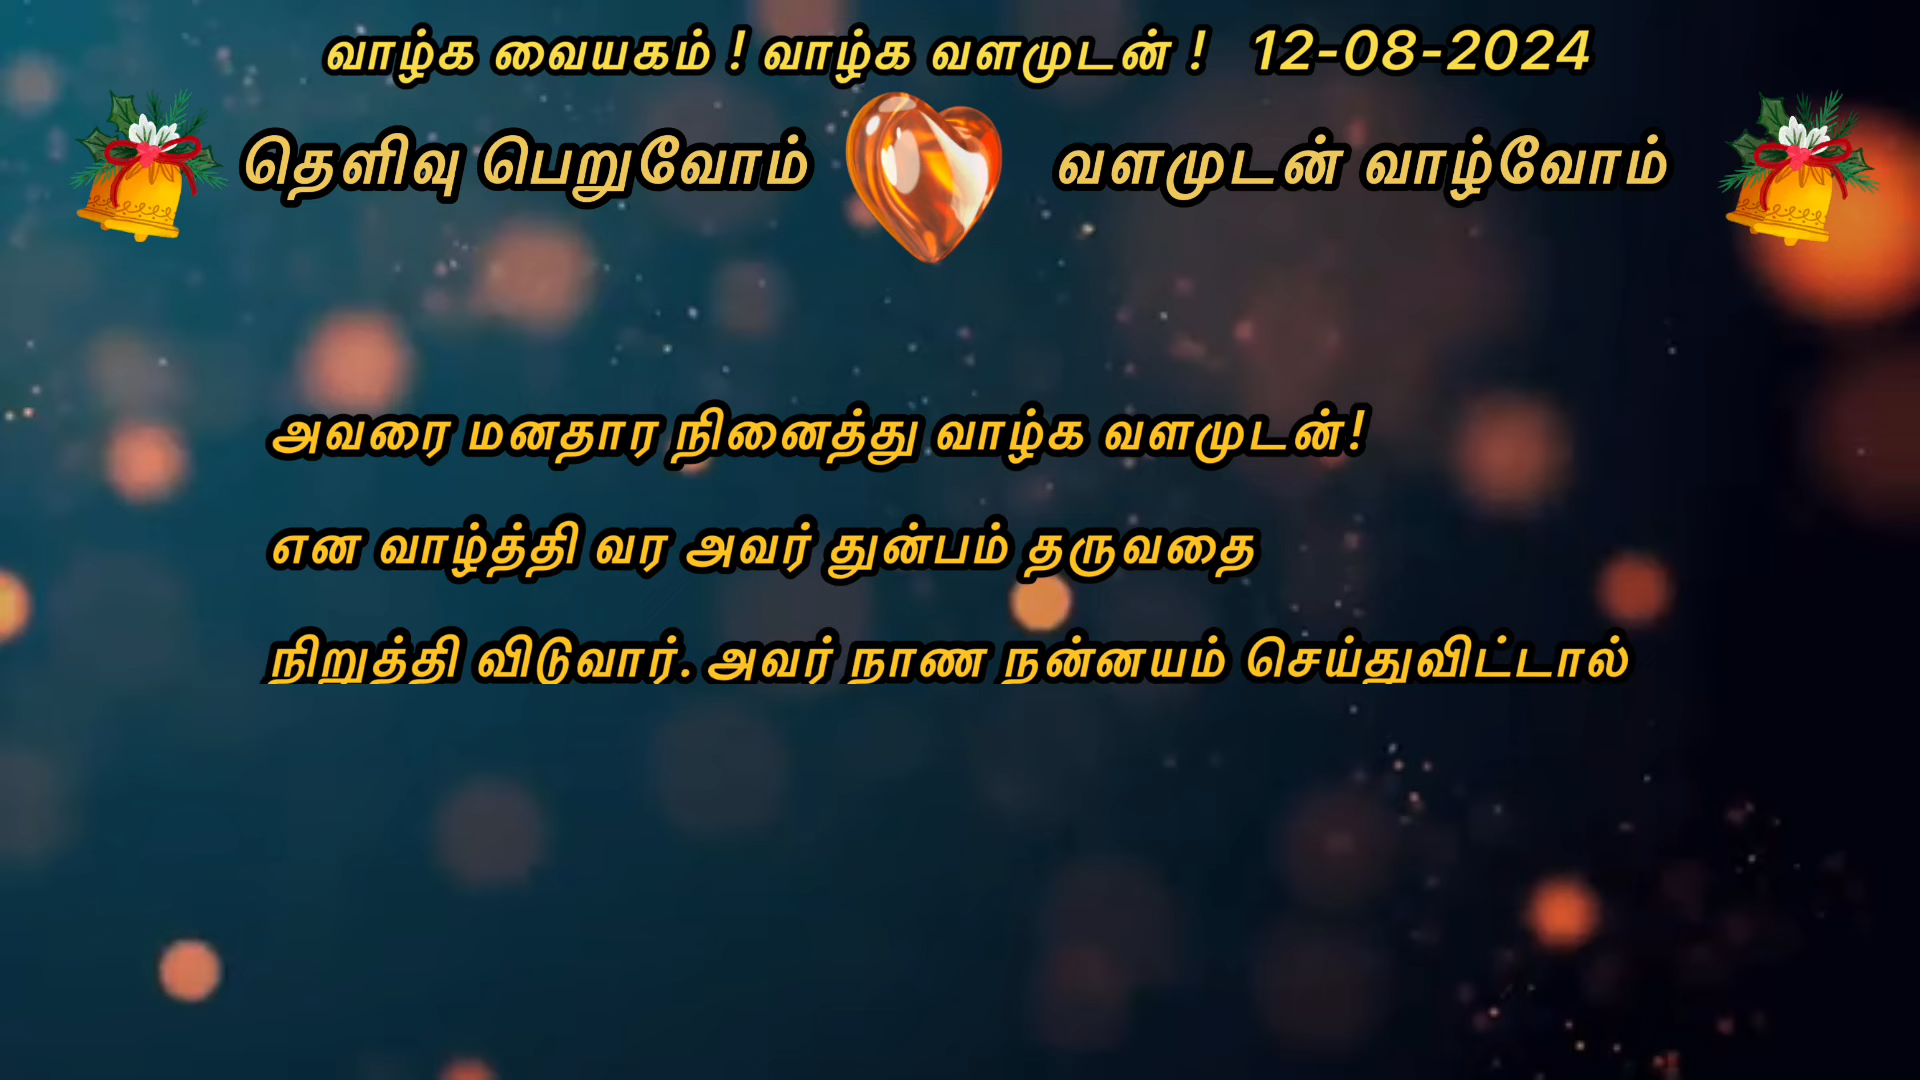 வாழ்க வையகம் ! வாழ்க வளமுடன் ! 12-08-2024
தெளிவு பெறுவோம் வளமுடன் வாழ்வோம்
அவரை மனதார நினைத்து வாழ்க வளமுடன்!
என வாழ்த்தி வர அவர் துன்பம் தருவதை
நிறுத்தி விடுவார். அவர் நாண நன்னயம் செய்துவிட்டால்